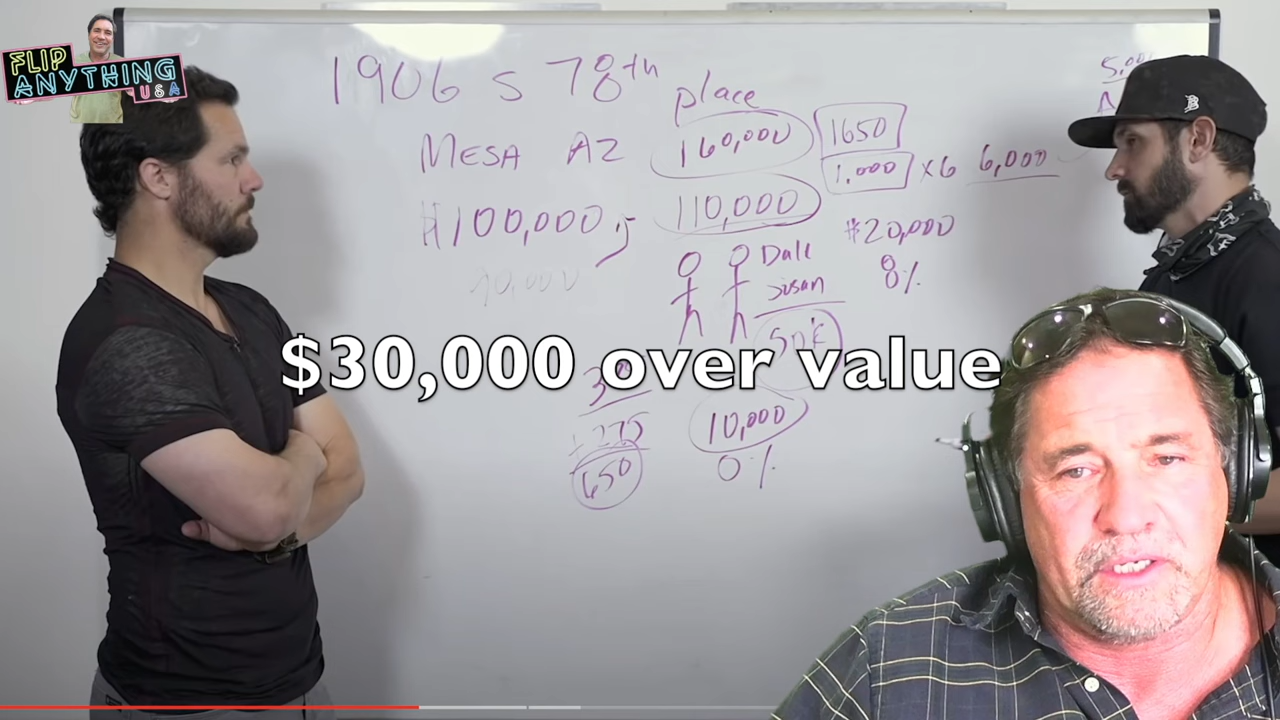 FLIP
ANYTHING
USA
1906 S 78th place
MESA AZ
160,000
1650
1.000 x6 6,000
$100,000
110,000
$20,000
8%
Dale
Susan
50K
$30,000 over value
10,000
0%
650